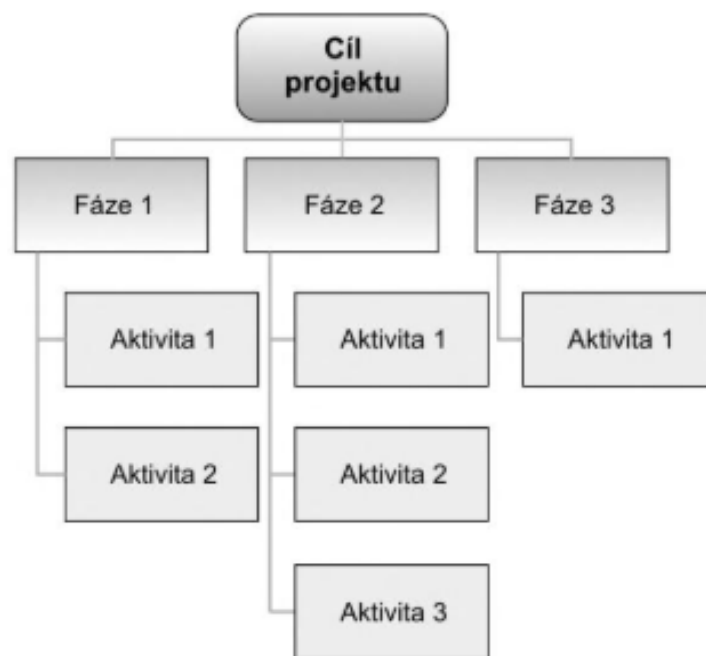 Cíl
projektu
Fáze 1
Fáze 2
Fáze 3
Aktivita 1
Aktivita 1
Aktivita 1
Aktivita 2
Aktivita 2
Aktivita 3